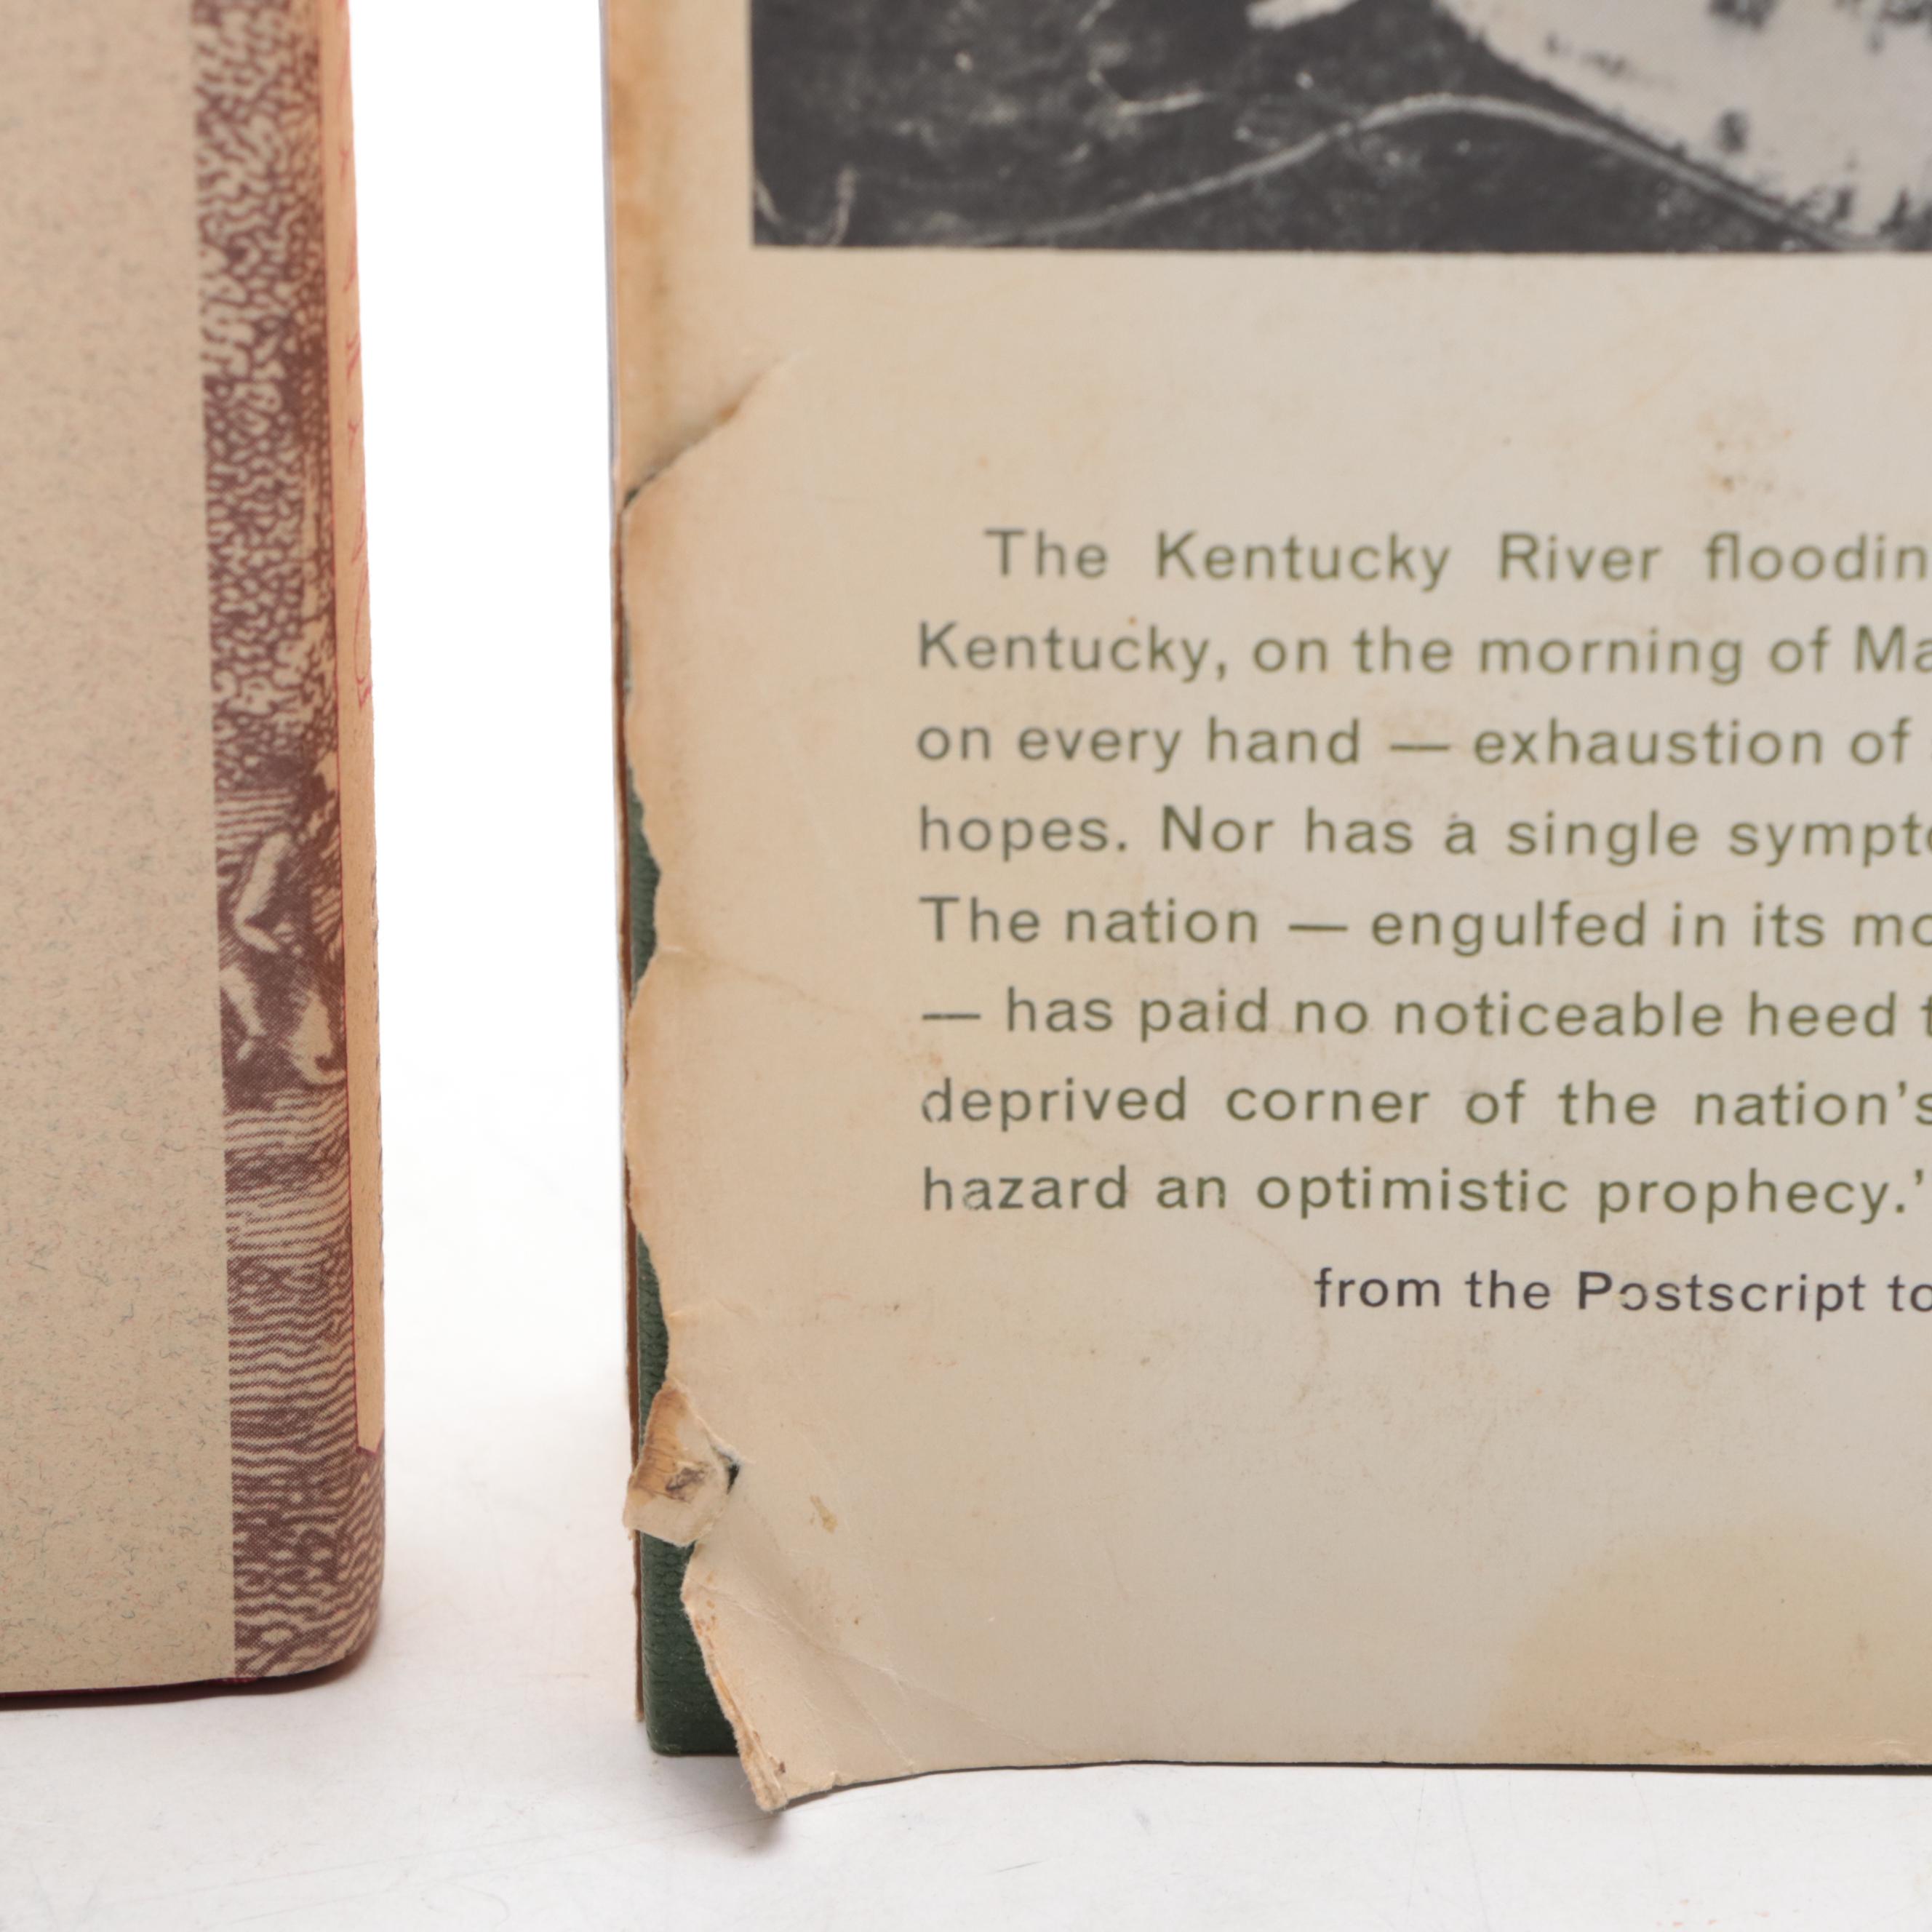 The Kentucky River floodin
Kentucky, on the morning of Ma
on every hand — exhaustion of
hopes. Nor has a single sympto
The nation — engulfed in its mo
— has paid no noticeable heed f
deprived corner of the nation's
hazard an optimistic prophecy.'
from the Postscript to